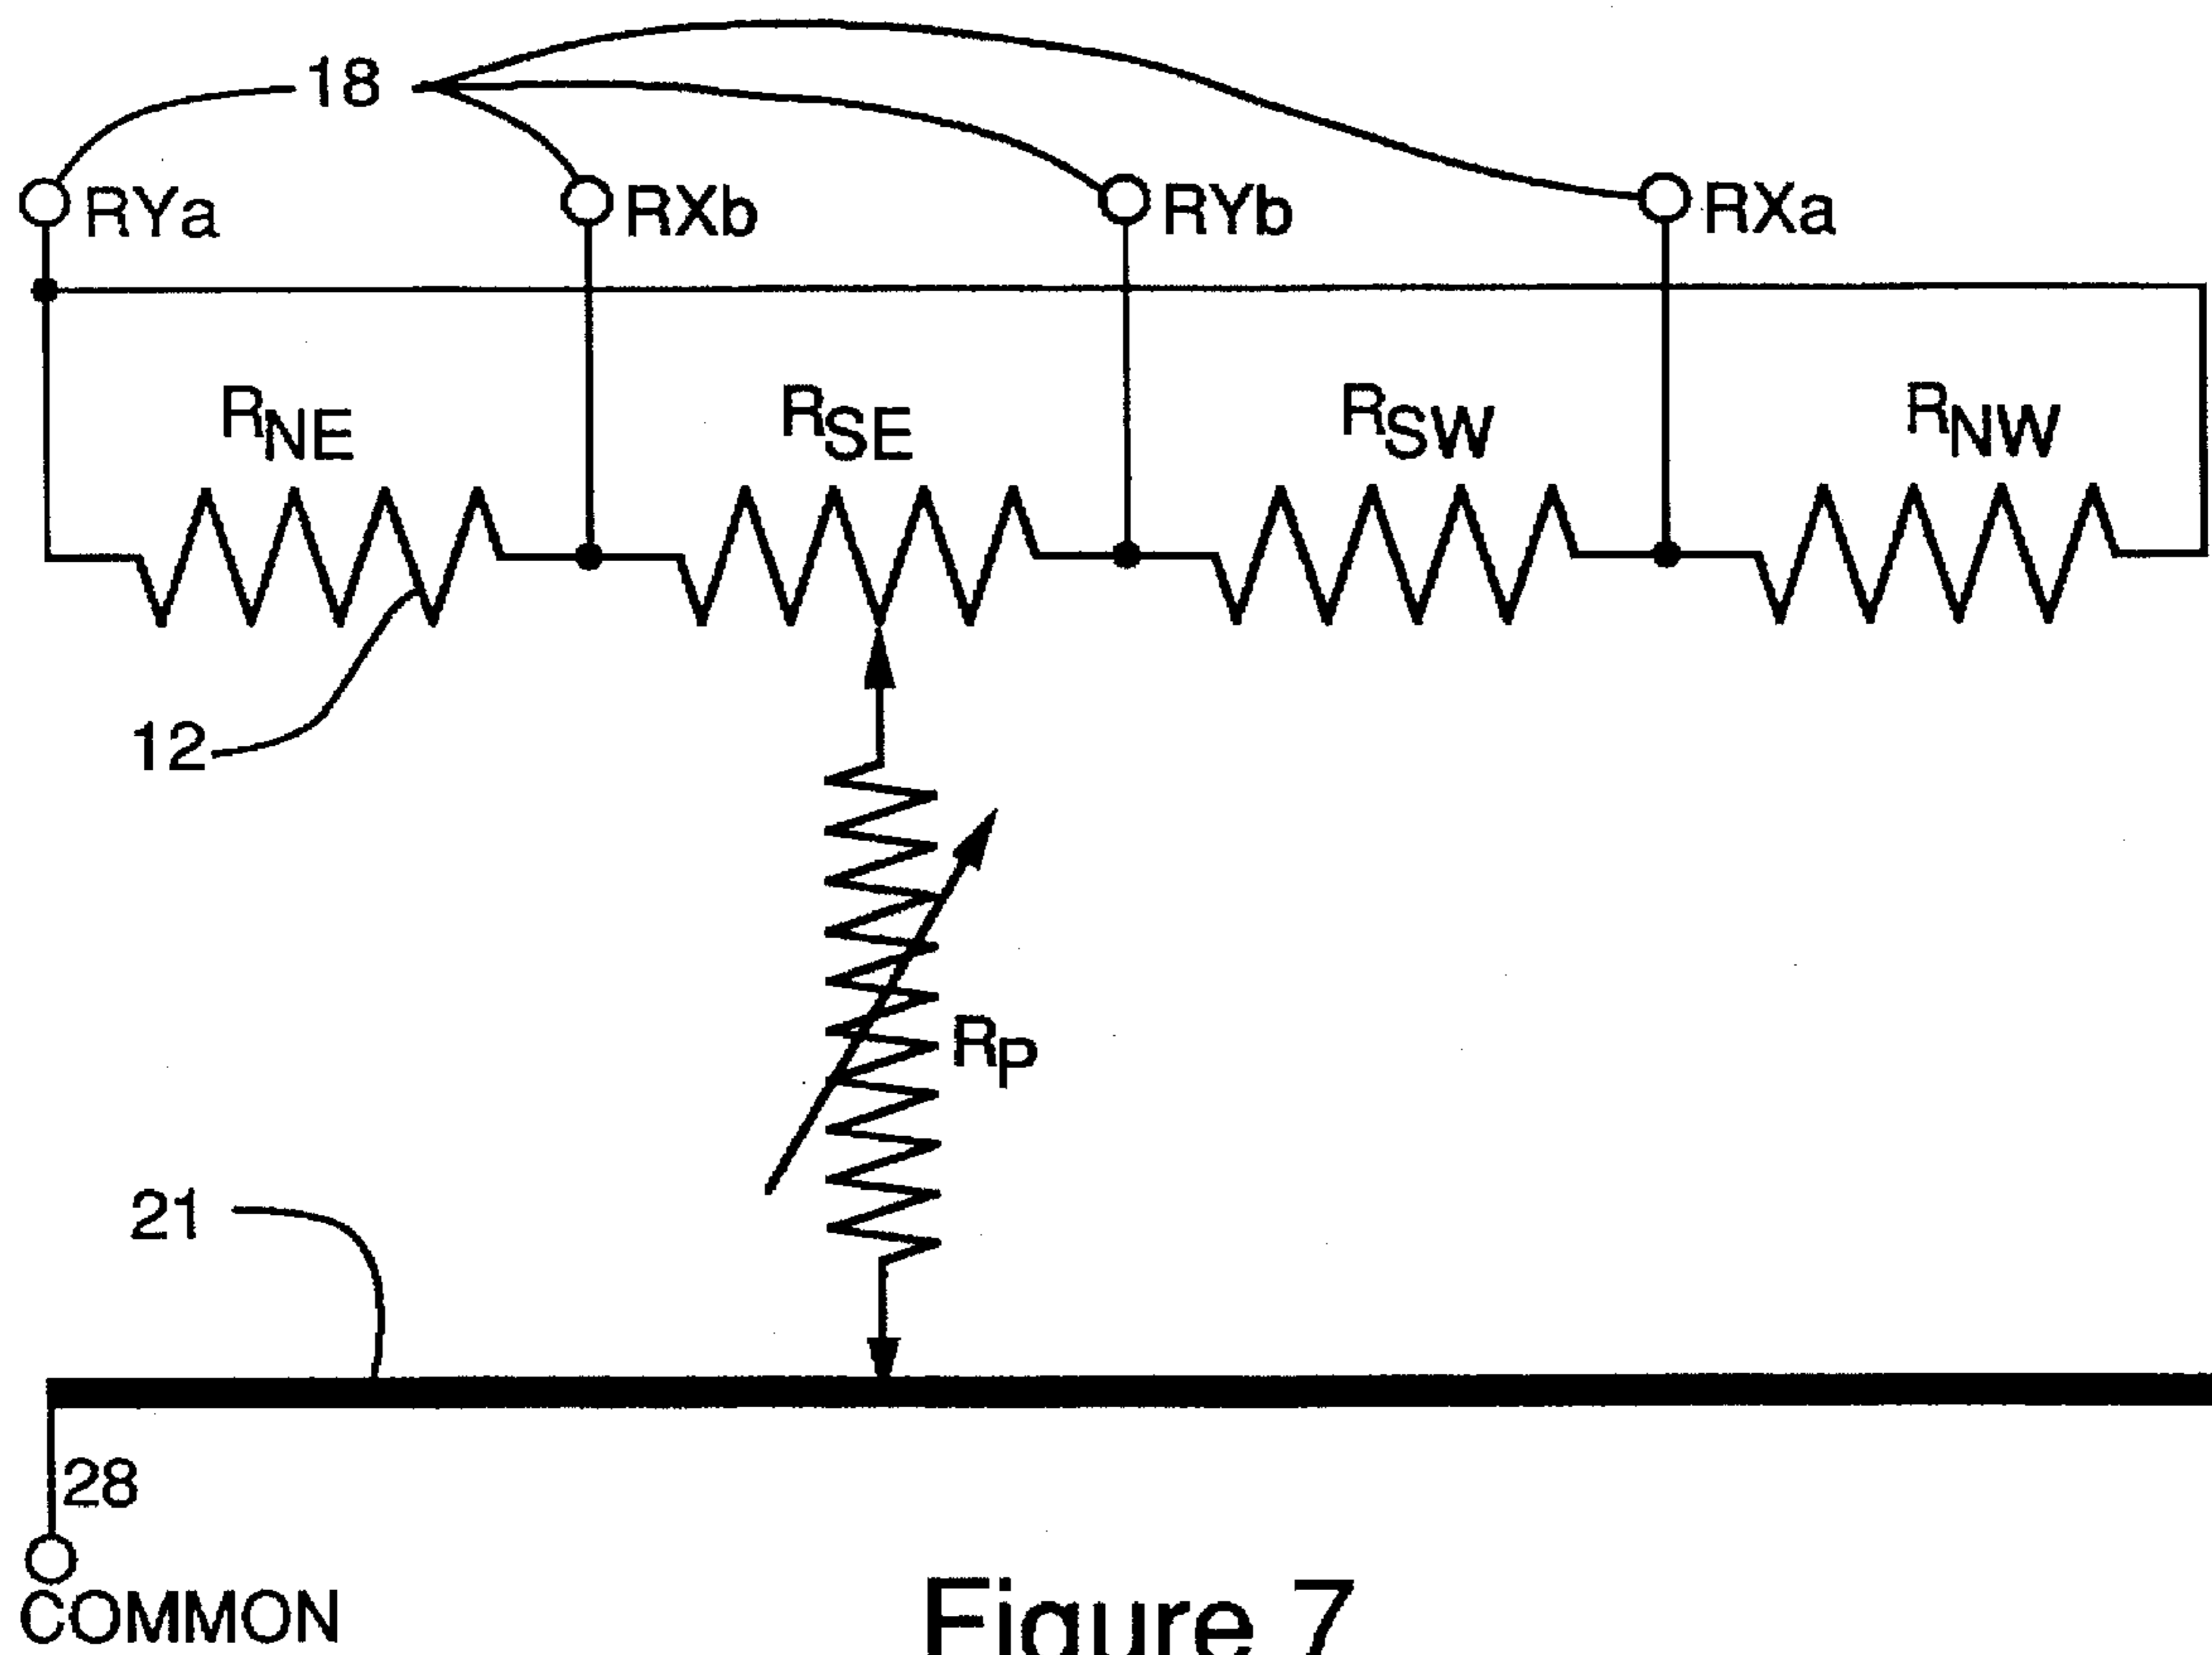 18
RYa RXb RYb RXa
RNE RSE RSW RNW
12
RP
21
28
COMMON
Figure 7